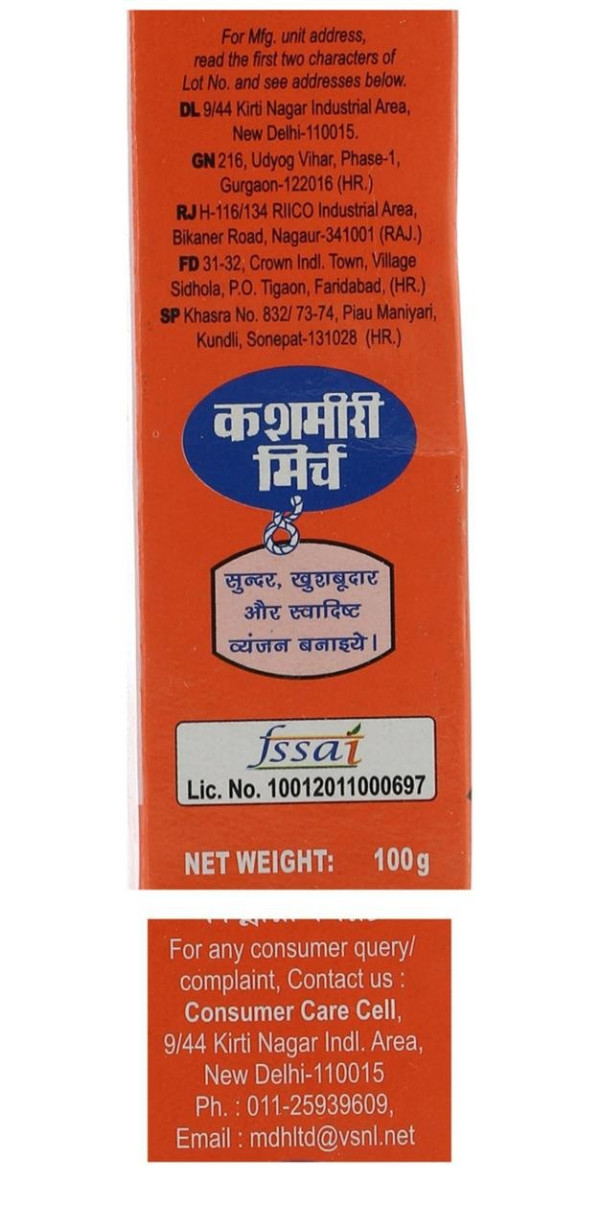 For Mfg. unit address,
read the first two characters of
Lot No. and see addresses below.
DL 9/44 Kirti Nagar Industrial Area,
New Delhi-110015.
GN 216, Udyog Vihar, Phase-1,
Gurgaon-122016 (HR.)
RJ H-116/134 RIICO Industrial Area,
Bikaner Road, Nagaur-341001 (RAJ.)
FD 31-32, Crown Indl. Town, Village
Sidhola, P.O. Tigaon, Faridabad, (HR.)
SP Khasra No. 832/ 73-74, Piau Maniyari,
Kundli, Sonepat-131028 (HR.)
कशमीरी
मिर्च
सुन्दर, खुशबूदार
और स्वादिष्ट
व्यंजन बनाइये।
fssai
Lic. No. 10012011000697
NET WEIGHT: 100 g
For any consumer query/
complaint, Contact us :
Consumer Care Cell,
9/44 Kirti Nagar Indl. Area,
New Delhi-110015
Ph. : 011-25939609,
Email : mdhltd@vsnl.net